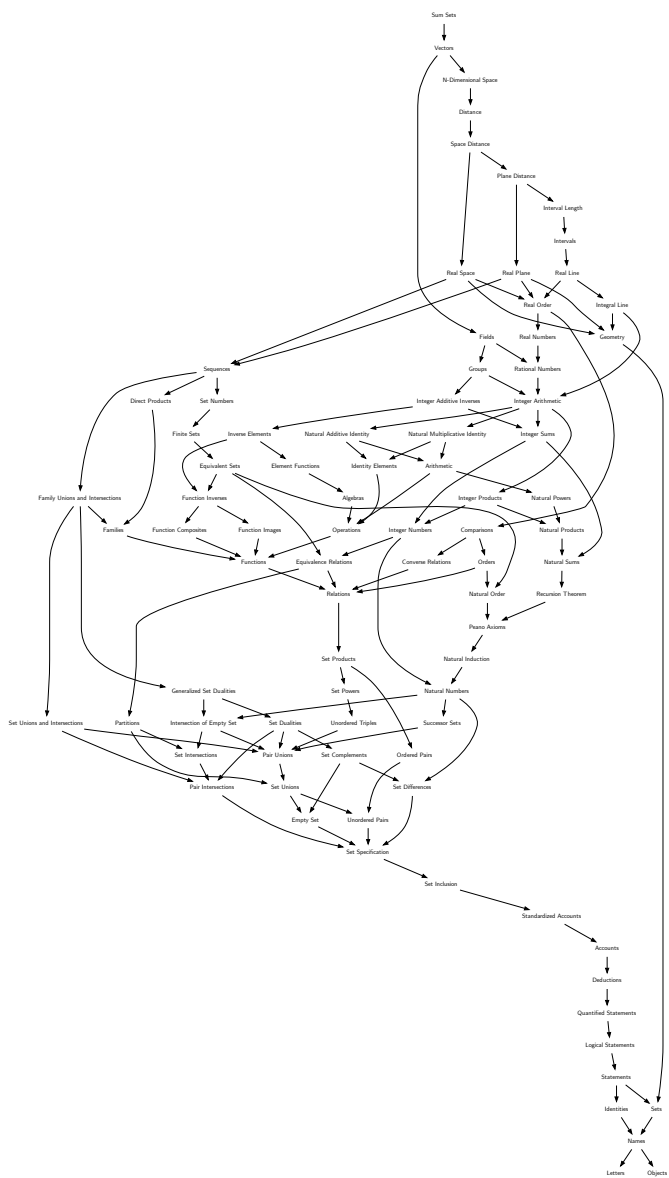 Sum Sets
Vectors
N-Dimensional Space
Distance
Space Distance
Plane Distance
Interval Length
Intervals
Real Space Real Plane Real Line
Real Order Integral Line
Fields Real Numbers Geometry
Sequences Groups Rational Numbers
Direct Products Set Numbers Integer Additive Inverses Integer Arithmetic
Finite Sets Inverse Elements Natural Additive Identity Natural Multiplicative Identity Integer Sums
Equivalent Sets Element Functions Identity Elements Arithmetic
Family Unions and Intersections Function Inverses Algebras Integer Products Natural Powers
Families Function Composites Function Images Operations Integer Numbers Comparisons Natural Products
Functions Equivalence Relations Converse Relations Orders Natural Sums
Relations Natural Order Recursion Theorem
Peano Axioms
Set Products Natural Induction
Generalized Set Dualities Set Powers Natural Numbers
Set Unions and Intersections Partitions Intersection of Empty Set Set Dualities Unordered Triples Successor Sets
Set Intersections Pair Unions Set Complements Ordered Pairs
Pair Intersections Set Unions Set Differences
Empty Set Unordered Pairs
Set Specification
Set Inclusion
Standardized Accounts
Accounts
Deductions
Quantified Statements
Logical Statements
Statements
Identities Sets
Names
Letters Objects